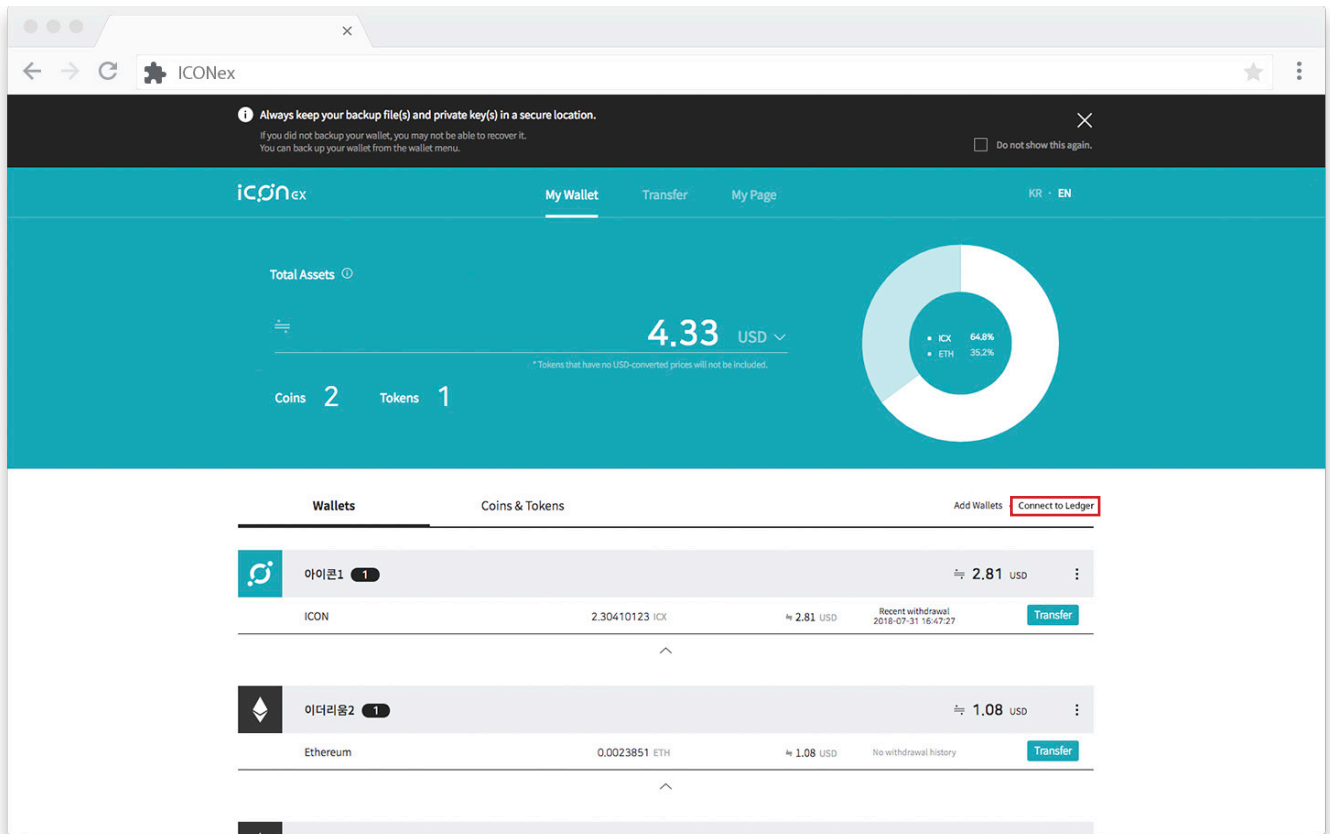 ICONex
Always keep your backup file(s) and private key(s) in a secure location.
If you did not backup your wallet, you may not be able to recover it.
You can back up your wallet from the wallet menu.
Do not show this again.
ICON EX
My Wallet Transfer My Page
KR · EN
Total Assets
≒ 4.33 USD
* Tokens that have no USD-converted prices will not be included.
Coins 2 Tokens 1
ICX 64.8%
ETH 35.2%
Wallets Coins & Tokens Add Wallets Connect to Ledger
아이콘1 1 ≒ 2.81 USD
ICON 2.30410123 ICX ≒ 2.81 USD Recent withdrawal
2018-07-31 16:47:27
Transfer
이더리움2 1 ≒ 1.08 USD
Ethereum 0.0023851 ETH ≒ 1.08 USD No withdrawal history Transfer